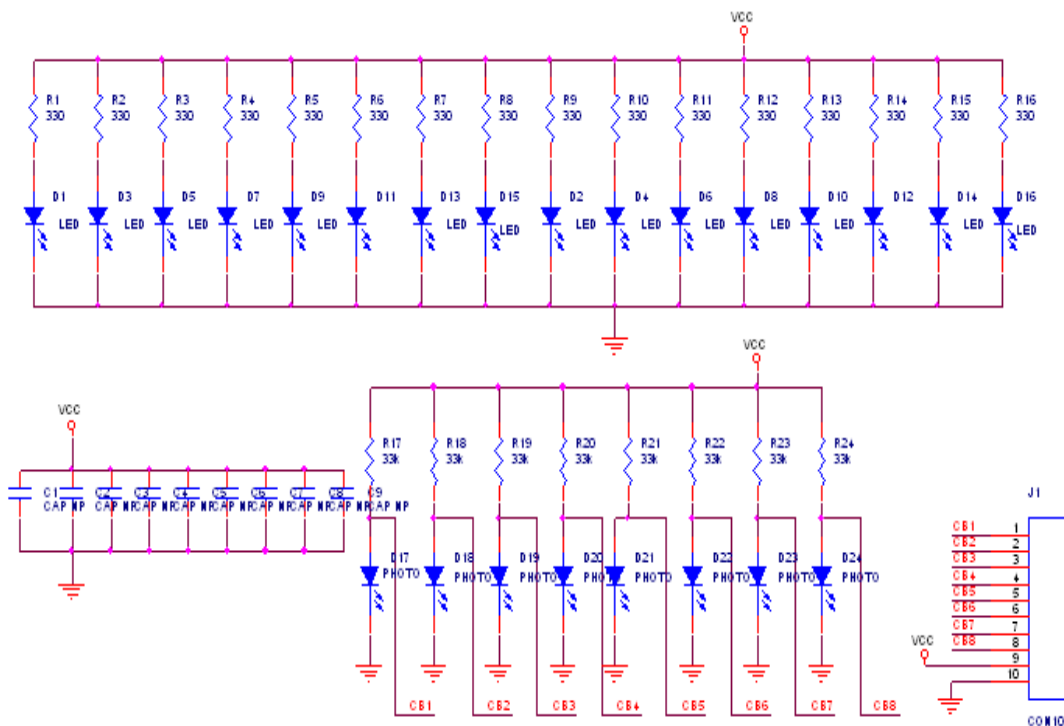 VCC
R1 R2 R3 R4 R5 R6 R7 R8 R9 R10 R11 R12 R13 R14 R15 R16
330 330 330 330 330 330 330 330 330 330 330 330 330 330 330 330
D1 D3 D5 D7 D9 D11 D13 D15 D2 D4 D6 D8 D10 D12 D14 D16
LED LED LED LED LED LED LED LED LED LED LED LED LED LED LED
VCC
VCC
R17 R18 R19 R20 R21 R22 R23 R24
33k 33k 33k 33k 33k 33k 33k 33k
C1 C2 C3 C4 C5 C6 C7 C8 C9
CAP NP CAP NP CAP NP CAP NP CAP NP CAP NP CAP NP CAP NP CAP NP
D17 D18 D19 D20 D21 D22 D23 D24
PHOTO PHOTO PHOTO PHOTO PHOTO PHOTO PHOTO PHOTO
CB1 CB2 CB3 CB4 CB5 CB6 CB7 CB8
J1
CB1 1
CB2 2
CB3 3
CB4 4
CB5 5
CB6 6
CB7 7
CB8 8
VCC 9
10